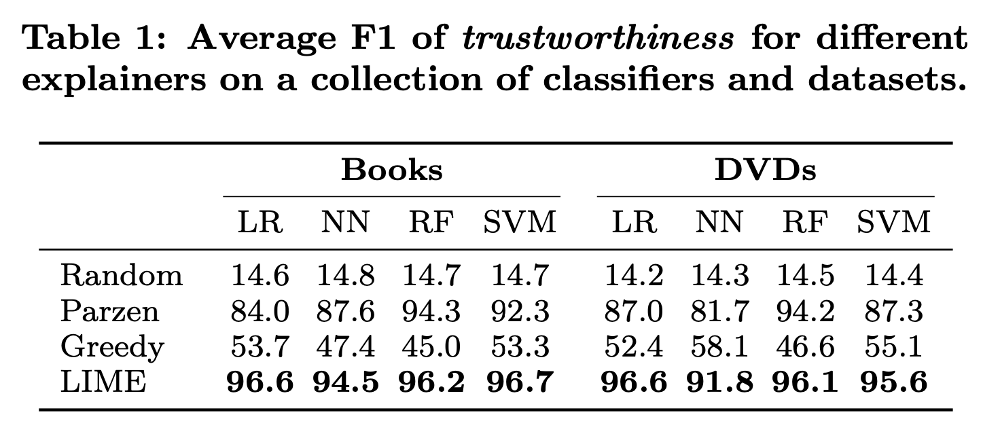 Table 1: Average F1 of trustworthiness for different
explainers on a collection of classifiers and datasets.
Books DVDs
LR NN RF SVM LR NN RF SVM
Random 14.6 14.8 14.7 14.7 14.2 14.3 14.5 14.4
Parzen 84.0 87.6 94.3 92.3 87.0 81.7 94.2 87.3
Greedy 53.7 47.4 45.0 53.3 52.4 58.1 46.6 55.1
LIME 96.6 94.5 96.2 96.7 96.6 91.8 96.1 95.6